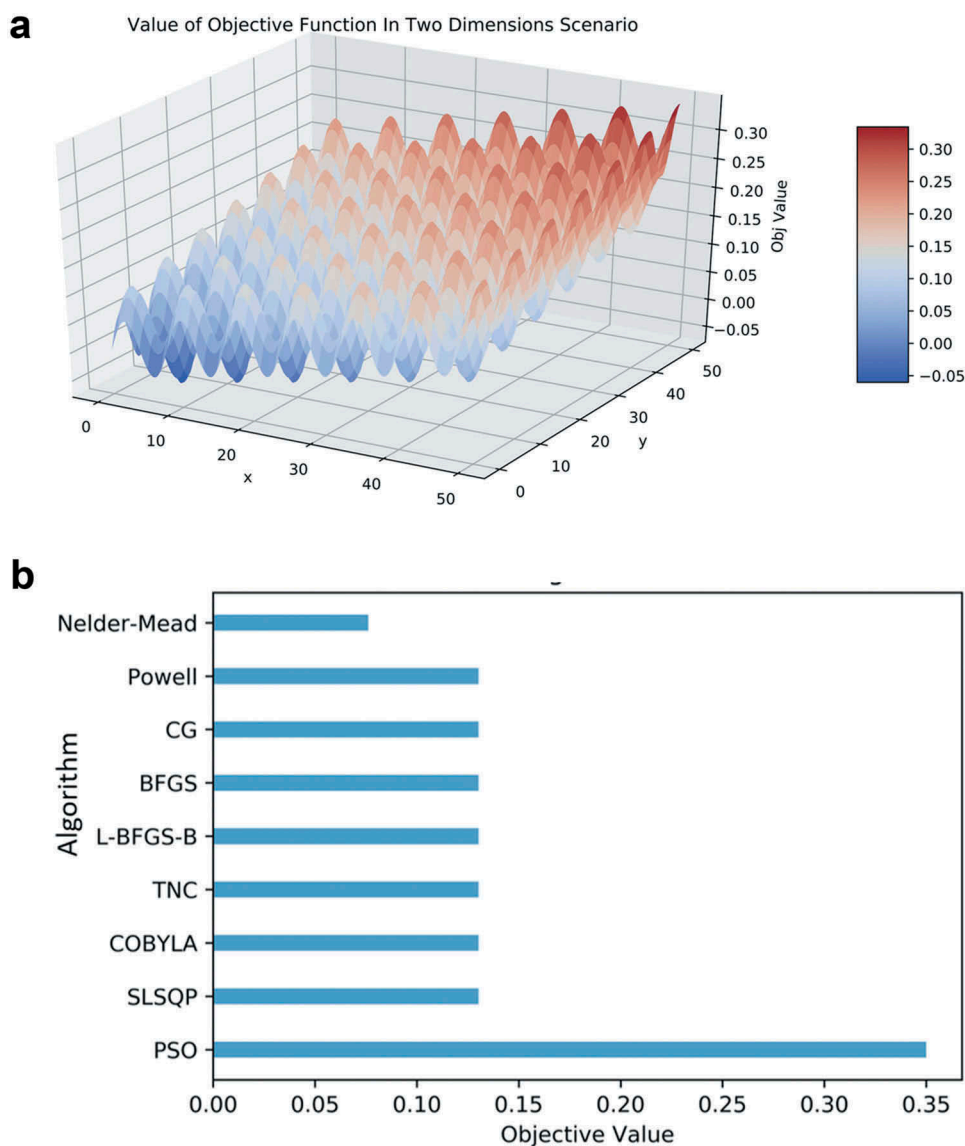 a
Value of Objective Function In Two Dimensions Scenario
0.30
0.25
0.20
0.15
0.10
0.05
0.00
−0.05
Obj Value
0.30
0.25
0.20
0.15
0.10
0.05
0.00
−0.05
0
10
20
30
40
50
x
0
10
20
30
40
50
y
b
Nelder-Mead
Powell
CG
BFGS
L-BFGS-B
TNC
COBYLA
SLSQP
PSO
Algorithm
0.00 0.05 0.10 0.15 0.20 0.25 0.30 0.35
Objective Value